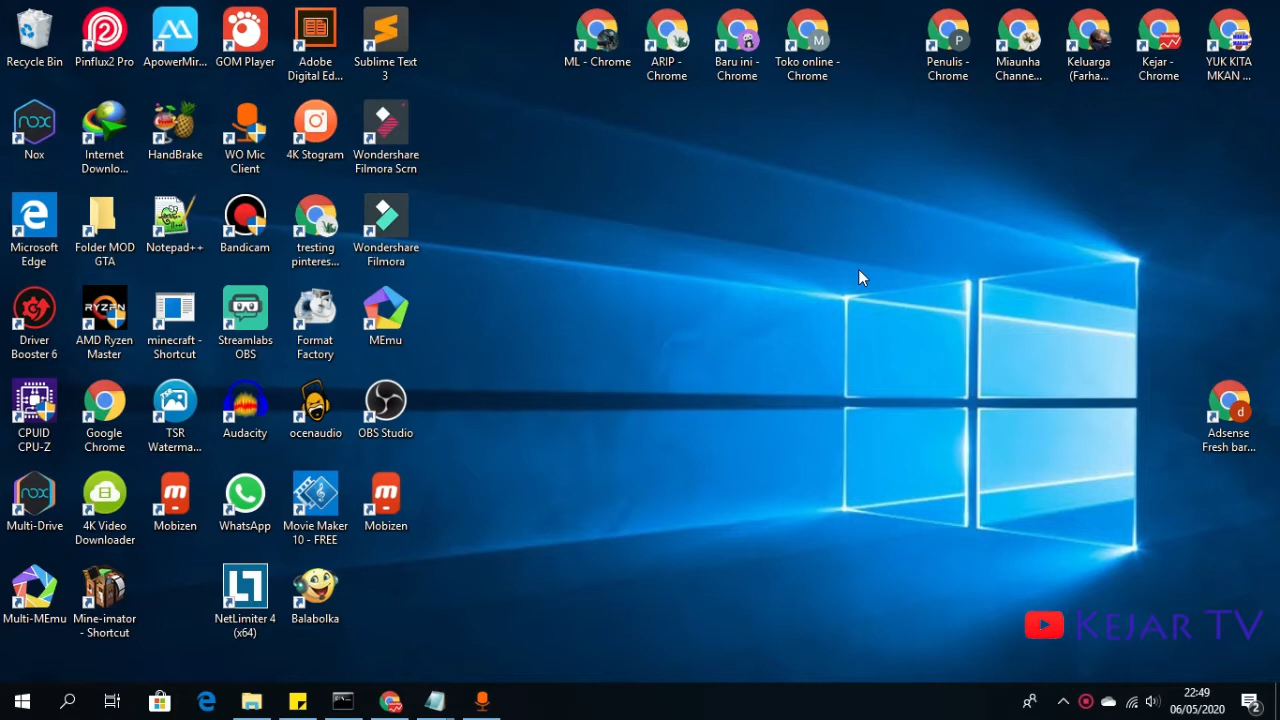 Recycle Bin
Pinflux2 Pro
ApowerMir...
GOM Player
Adobe
Digital Ed...
Sublime Text
3
ML - Chrome
ARIP -
Chrome
Baru ini -
Chrome
M
Toko online -
Chrome
P
Penulis -
Chrome
Miaunha
Channe...
Keluarga
(Farha...
Kejar -
Chrome
YUK KITA
MKAN ...
nox
Nox
Internet
Downlo...
HandBrake
WO Mic
Client
4K Stogram
Wondershare
Filmora Scrn
Microsoft
Edge
Folder MOD
GTA
Notepad++
Bandicam
tresting
pinteres...
Wondershare
Filmora
Driver
Booster 6
RYZEN
AMD Ryzen
Master
minecraft -
Shortcut
Streamlabs
OBS
Format
Factory
MEmu
CPUID
CPU-Z
Google
Chrome
TSR
Waterma...
Audacity
ocenaudio
OBS Studio
d
Adsense
Fresh bar...
nox
Multi-Drive
4K Video
Downloader
m
Mobizen
WhatsApp
Movie Maker
10 - FREE
m
Mobizen
Multi-MEmu
Mine-imator
- Shortcut
NetLimiter 4
(x64)
Balabolka
Kejar TV
22:49
06/05/2020
2